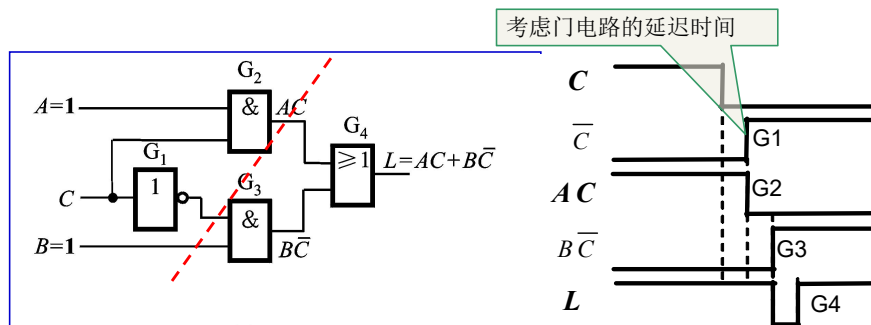 考虑门电路的延迟时间
G₂
A=1
&
AC
G₄
≥1
L=AC+BC̅
G₁
1
C
G₃
&
B=1
BC̅
C
C̅
G1
AC
G2
BC̅
G3
L
G4